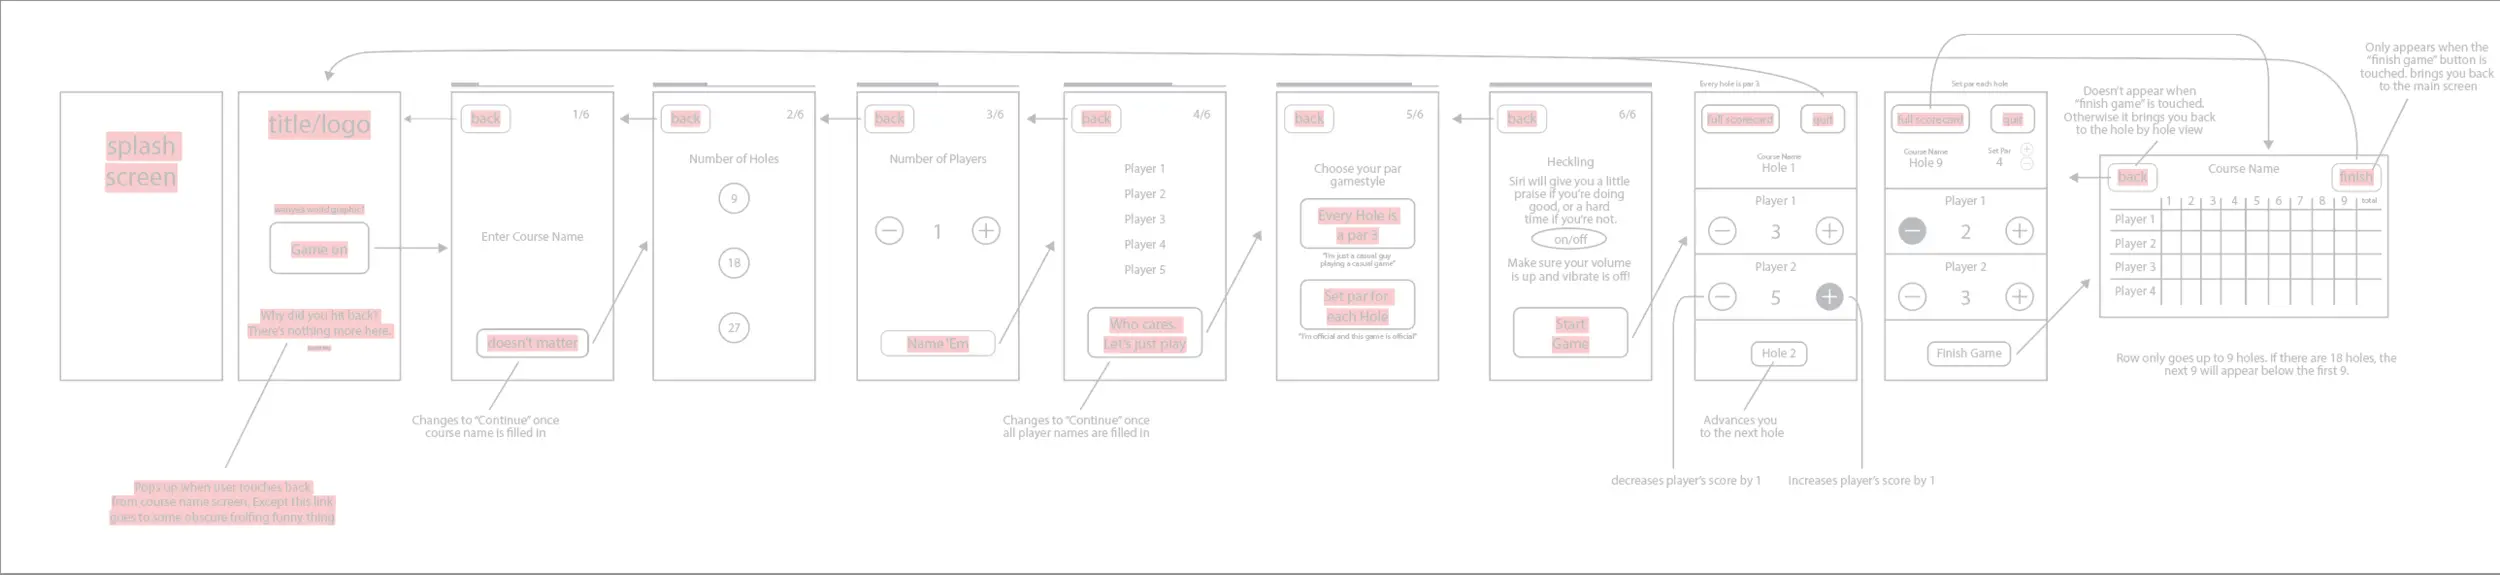 splash
screen
title/logo
Game on
Why did you hit back?
There's nothing more here.
Pops up when user touches back
from course name screen. Except this link
goes to some obscure frolfing funny thing
back
1/6
Enter Course Name
doesn't matter
Changes to "Continue" once
course name is filled in
back
2/6
Number of Holes
9
18
27
back
3/6
Number of Players
1
Name 'Em
back
4/6
Player 1
Player 2
Player 3
Player 4
Player 5
Who cares.
Let's just play
Changes to "Continue" once
all player names are filled in
back
5/6
Choose your par
gamestyle
Every Hole is
a par 3
"I'm just a casual guy
playing a casual game"
Set par for
each Hole
"I'm official and this game is official"
back
6/6
Heckling
Siri will give you a little
praise if you're doing
good, or a hard
time if you're not.
on/off
Make sure your volume
is up and vibrate is off!
Start
Game
Every hole is par 3
full scorecard
quit
Course Name
Hole 1
Player 1
3
Player 2
5
Hole 2
Advances you
to the next hole
decreases player's score by 1
Increases player's score by 1
Set par each hole
full scorecard
quit
Course Name
Hole 9
Set Par
4
Player 1
2
Player 2
3
Finish Game
Doesn't appear when
"finish game" is touched.
Otherwise it brings you back
to the hole by hole view
Only appears when the
"finish game" button is
touched. brings you back
to the main screen
back
Course Name
finish
1 2 3 4 5 6 7 8 9 total
Player 1
Player 2
Player 3
Player 4
Row only goes up to 9 holes. If there are 18 holes, the
next 9 will appear below the first 9.